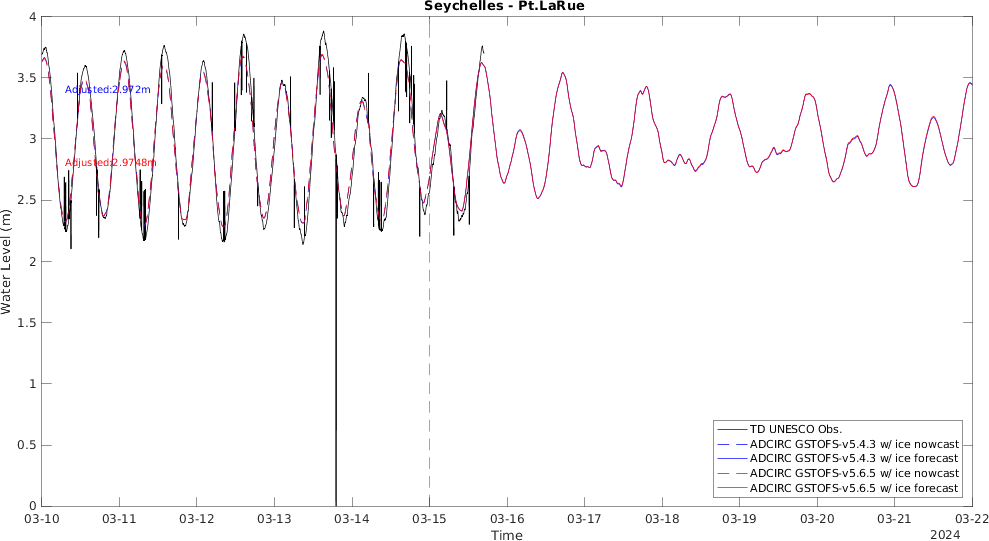 Seychelles - Pt.LaRue
4
3.5
3
2.5
2
1.5
1
0.5
0
Water Level (m)
Adjusted:2.972m
Adjusted:2.9748m
TD UNESCO Obs.
ADCIRC GSTOFS-v5.4.3 w/ ice nowcast
ADCIRC GSTOFS-v5.4.3 w/ ice forecast
ADCIRC GSTOFS-v5.6.5 w/ ice nowcast
ADCIRC GSTOFS-v5.6.5 w/ ice forecast
03-10 03-11 03-12 03-13 03-14 03-15 03-16 03-17 03-18 03-19 03-20 03-21 03-22
Time
2024